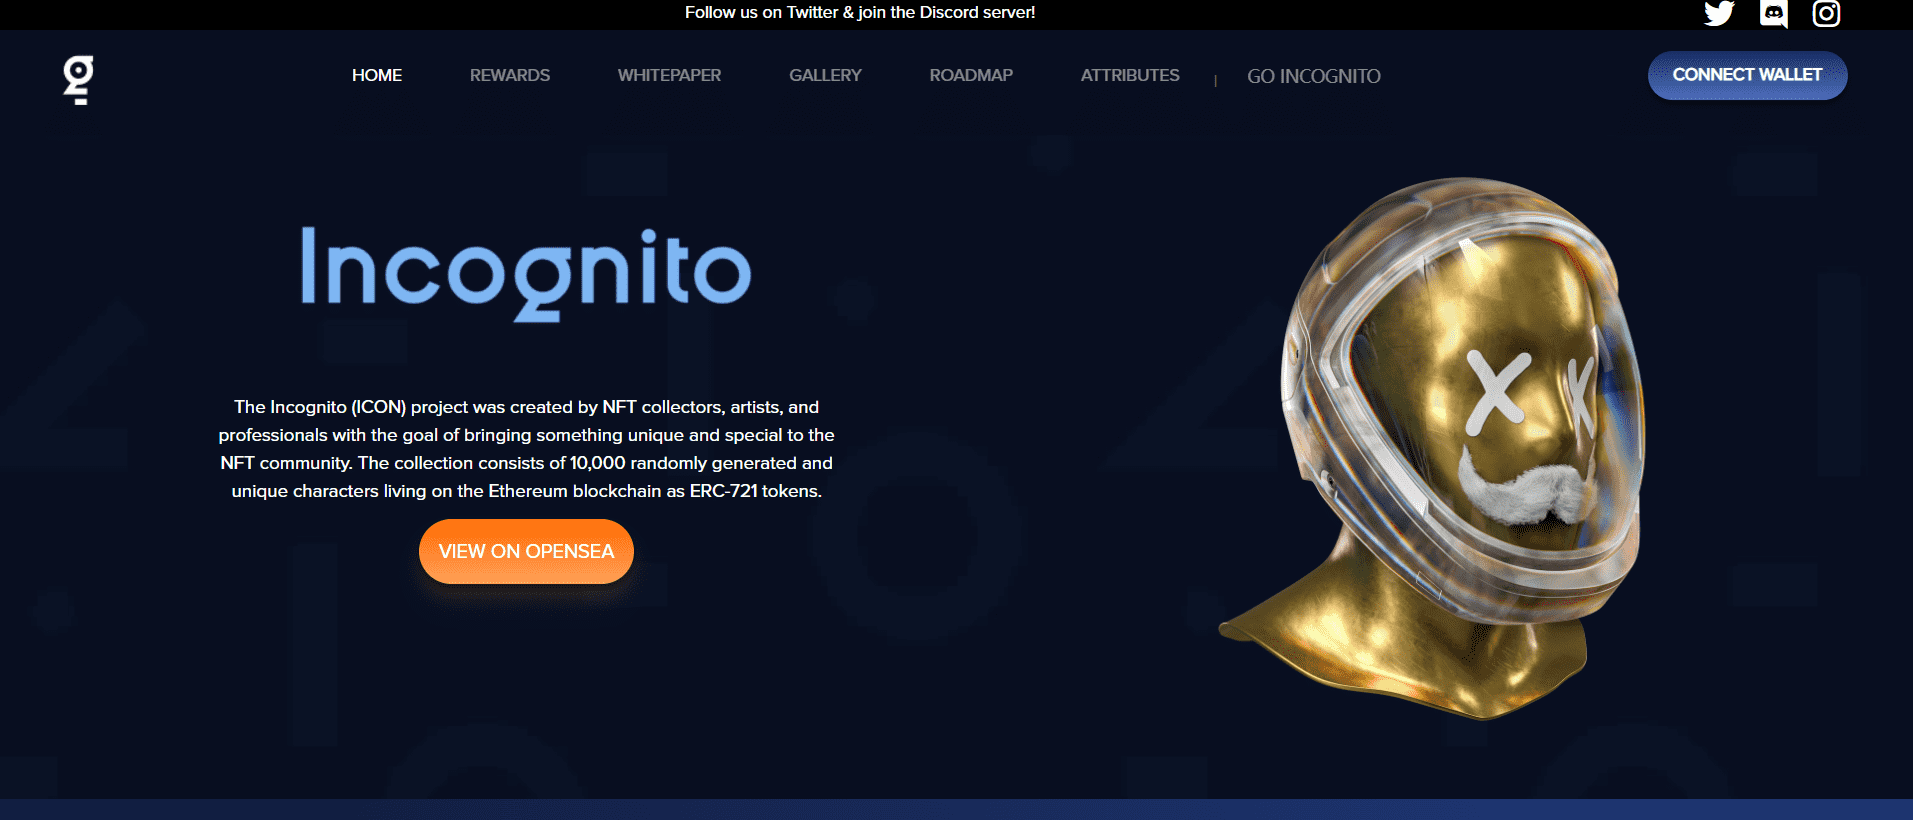 Follow us on Twitter & join the Discord server!
HOME REWARDS WHITEPAPER GALLERY ROADMAP ATTRIBUTES | GO INCOGNITO CONNECT WALLET
Incognito
The Incognito (ICON) project was created by NFT collectors, artists, and
professionals with the goal of bringing something unique and special to the
NFT community. The collection consists of 10,000 randomly generated and
unique characters living on the Ethereum blockchain as ERC-721 tokens.
VIEW ON OPENSEA